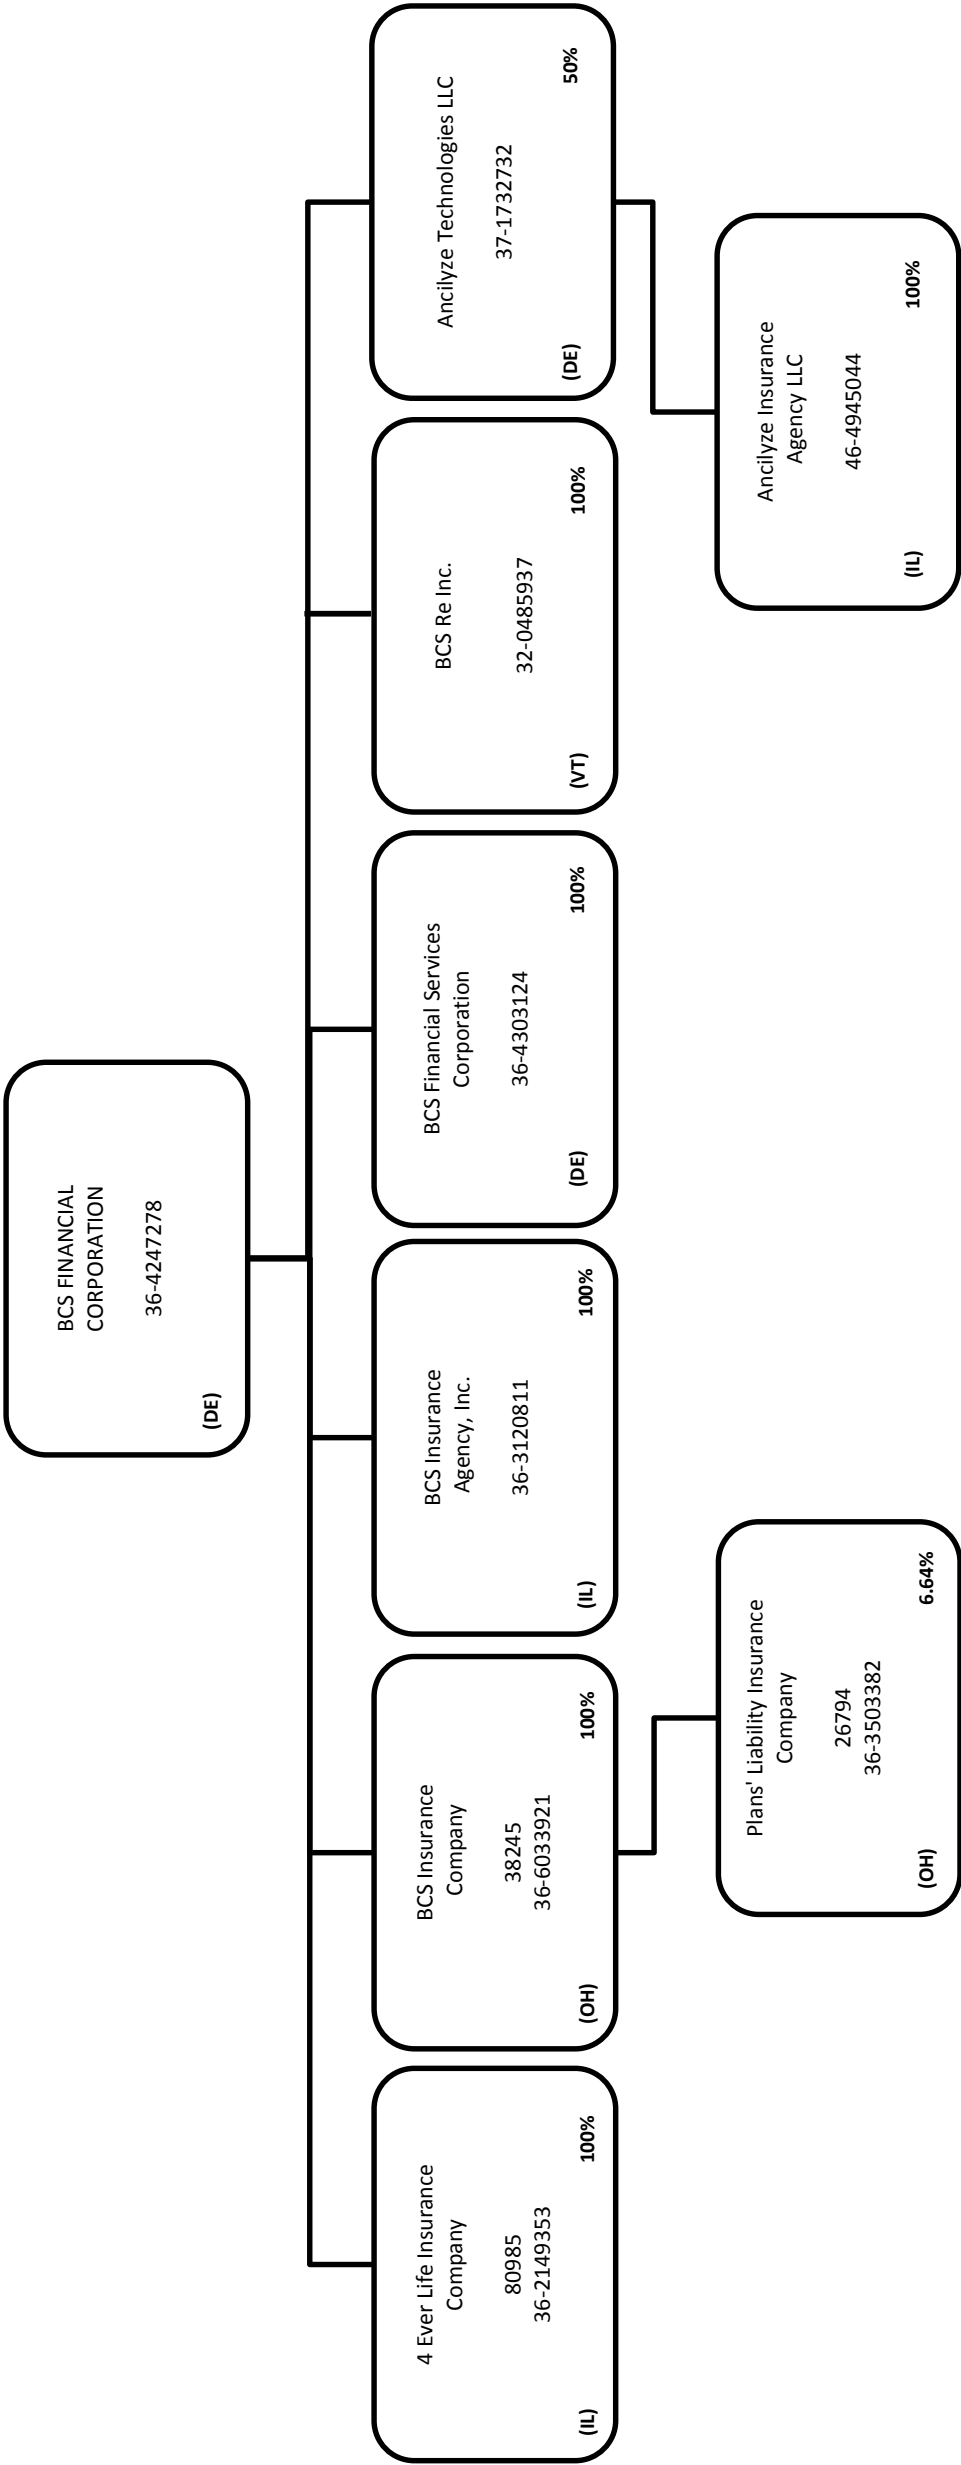 BCS FINANCIAL
CORPORATION
36-4247278
(DE)
4 Ever Life Insurance
Company
80985
36-2149353
(IL)
100%
BCS Insurance
Company
38245
36-6033921
(OH)
100%
BCS Insurance
Agency, Inc.
36-3120811
(IL)
100%
BCS Financial Services
Corporation
36-4303124
(DE)
100%
BCS Re Inc.
32-0485937
(VT)
100%
Ancilyze Technologies LLC
37-1732732
(DE)
50%
Plans' Liability Insurance
Company
26794
36-3503382
(OH)
6.64%
Ancilyze Insurance
Agency LLC
46-4945044
(IL)
100%